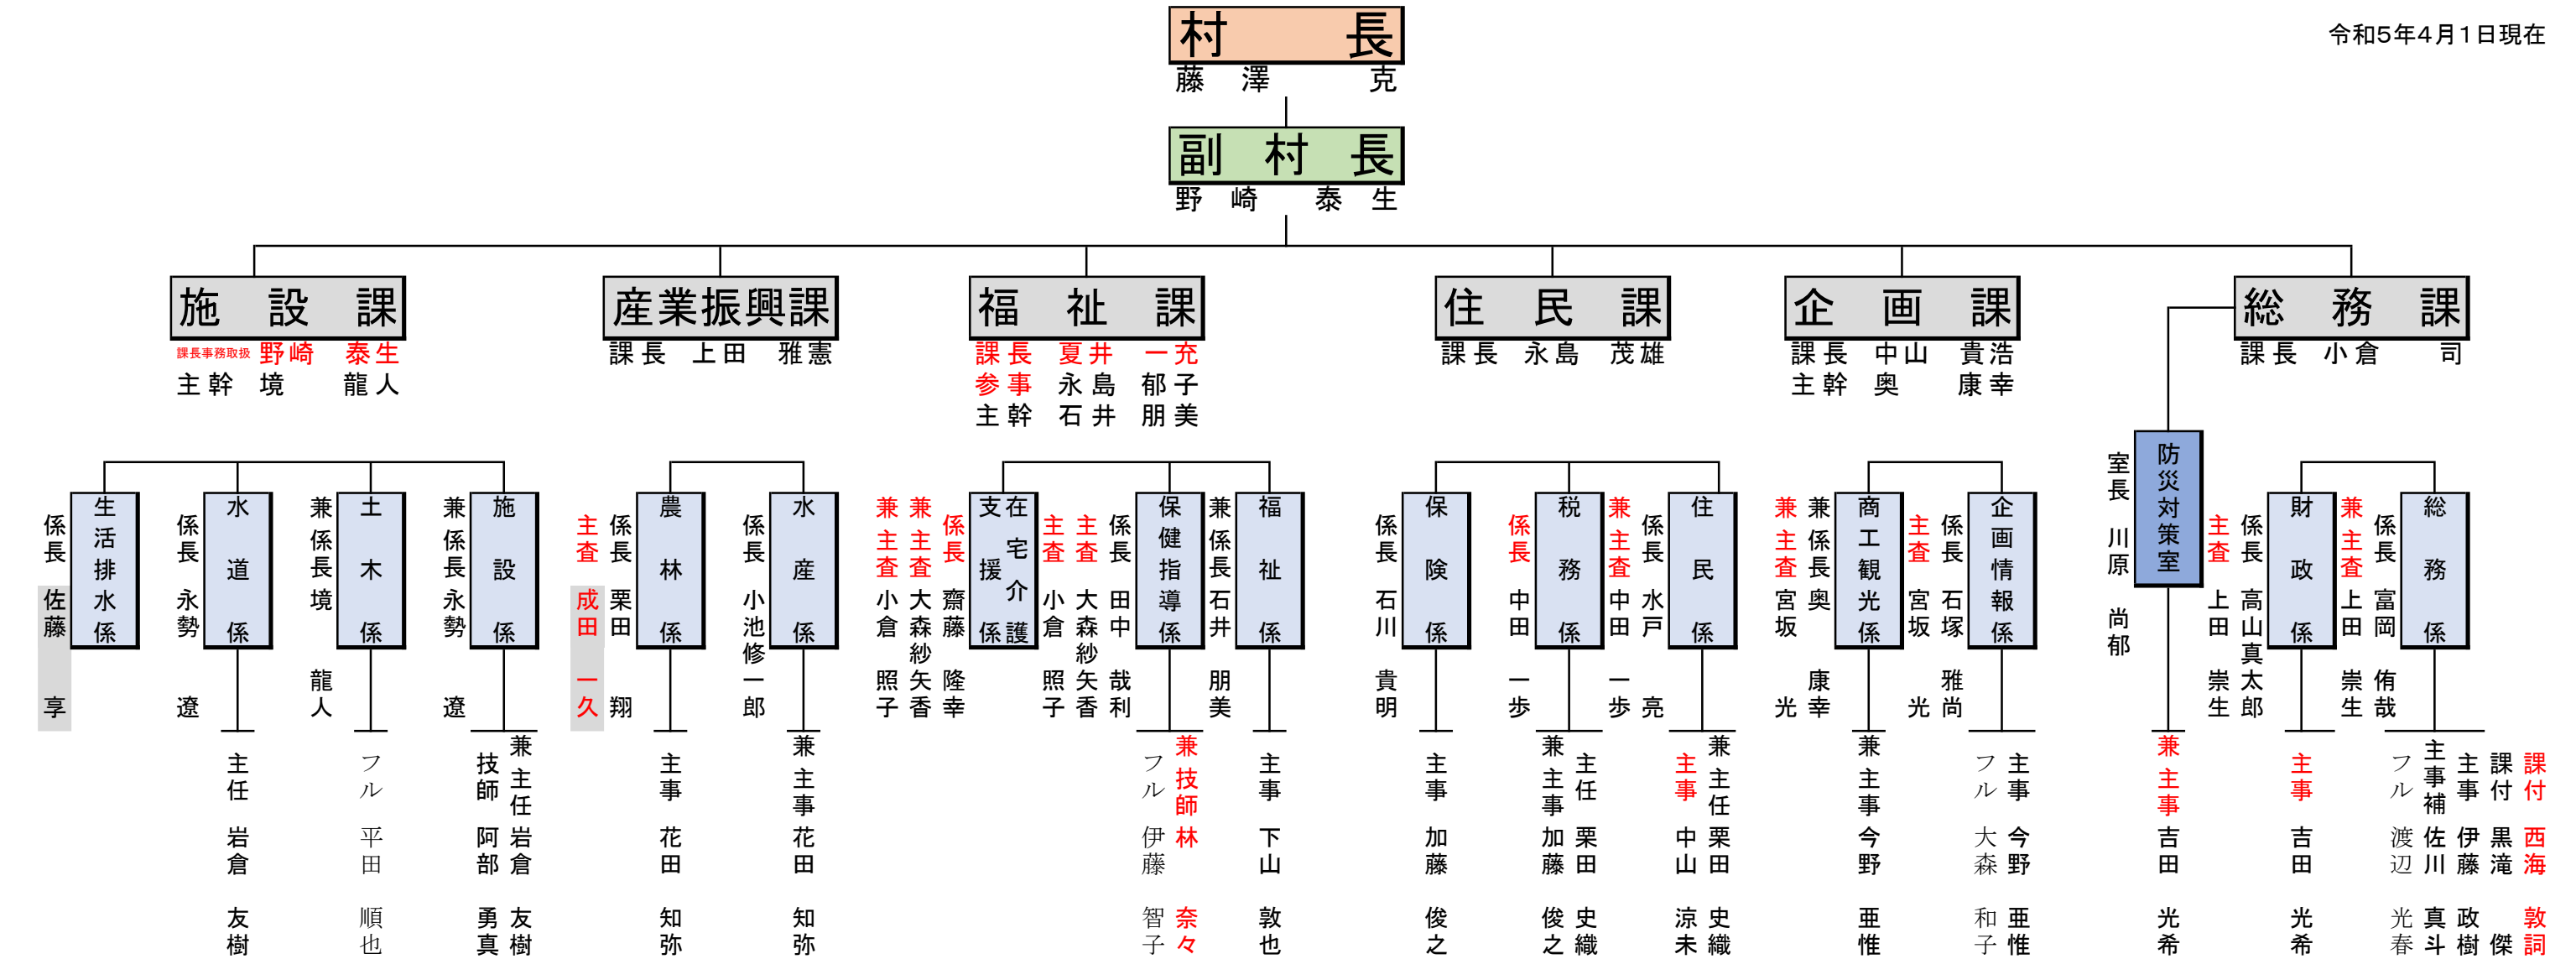 令和5年4月1日現在
村長
藤澤 克
副村長
野崎 泰生
施設課
課長事務取扱 野崎 泰生
主幹 境 龍人
産業振興課
課長 上田 雅憲
福祉課
課長 夏井 一充
参事 永島 郁子
主幹 石井 朋美
住民課
課長 永島 茂雄
企画課
課長 中山 貴浩
主幹 奥 康幸
総務課
課長 小倉 司
防災対策室
室長 川原 尚郁
兼主事 吉田 光希
生活排水係
係長 佐藤 享
水道係
係長 永勢 遼
主任 岩倉 友樹
土木係
兼係長 境 龍人
フル 平田 順也
施設係
兼係長 永勢 遼
兼主任 岩倉 友樹
技師 阿部 勇真
農林係
係長 栗田 翔
主査 成田 一久
主事 花田 知弥
水産係
係長 小池修一郎
兼主事 花田 知弥
在宅介護
支援係
係長 齋藤 隆幸
兼主査 大森紗矢香
兼主査 小倉 照子
保健指導係
係長 田中 哉利
主査 大森紗矢香
主査 小倉 照子
兼技師 林 奈々
フル 伊藤 智子
福祉係
兼係長 石井 朋美
主事 下山 敦也
保険係
係長 石川 貴明
主事 加藤 俊之
税務係
係長 中田 一歩
主任 栗田 史織
兼主事 加藤 俊之
住民係
係長 水戸 亮
兼主査 中田 一歩
兼主任 栗田 史織
主事 中山 涼未
商工観光係
兼係長 奥 康幸
兼主査 宮坂 光
兼主事 今野 亜惟
企画情報係
係長 石塚 雅尚
主査 宮坂 光
主事 今野 亜惟
フル 大森 和子
財政係
係長 高山真太郎
主査 上田 崇生
主事 吉田 光希
総務係
係長 富岡 侑哉
兼主査 上田 崇生
課付 西海 敦詞
課付 黒滝 傑
主事 伊藤 政樹
主事補 佐川 真斗
フル 渡辺 光春